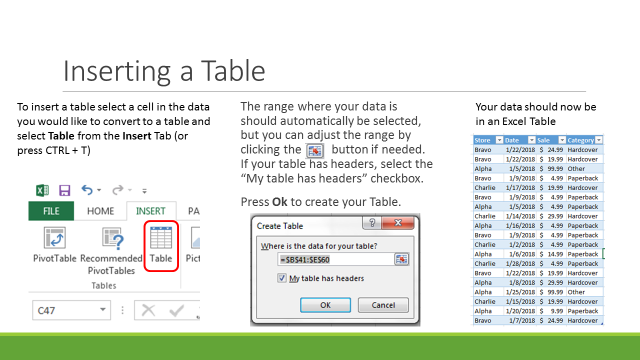 Inserting a Table
To insert a table select a cell in the data
you would like to convert to a table and
select Table from the Insert Tab (or
press CTRL + T)
FILE HOME INSERT PA
PivotTable Recommended Table Pict
PivotTables
Tables
C47
The range where your data is
should automatically be selected,
but you can adjust the range by
clicking the button if needed.
If your table has headers, select the
“My table has headers” checkbox.
Press Ok to create your Table.
Create Table ? X
Where is the data for your table?
=$B$41:$E$60
My table has headers
OK Cancel
Your data should now be
in an Excel Table
Store Date Sale Category
Bravo 1/22/2018 $ 24.99 Hardcover
Bravo 1/22/2018 $ 19.99 Hardcover
Alpha 1/5/2018 $ 99.99 Other
Bravo 1/9/2018 $ 4.99 Paperback
Charlie 1/17/2018 $ 19.99 Hardcover
Bravo 1/9/2018 $ 4.99 Paperback
Alpha 1/5/2018 $ 4.99 Paperback
Charlie 1/14/2018 $ 29.99 Hardcover
Alpha 1/16/2018 $ 4.99 Paperback
Bravo 1/9/2018 $ 4.99 Paperback
Charlie 1/2/2018 $ 4.99 Paperback
Alpha 1/6/2018 $ 14.99 Paperback
Charlie 1/28/2018 $ 4.99 Paperback
Bravo 1/22/2018 $ 19.99 Hardcover
Alpha 1/8/2018 $ 29.99 Hardcover
Alpha 1/25/2018 $ 99.99 Other
Charlie 1/15/2018 $ 19.99 Hardcover
Alpha 1/20/2018 $ 9.99 Paperback
Bravo 1/7/2018 $ 24.99 Hardcover